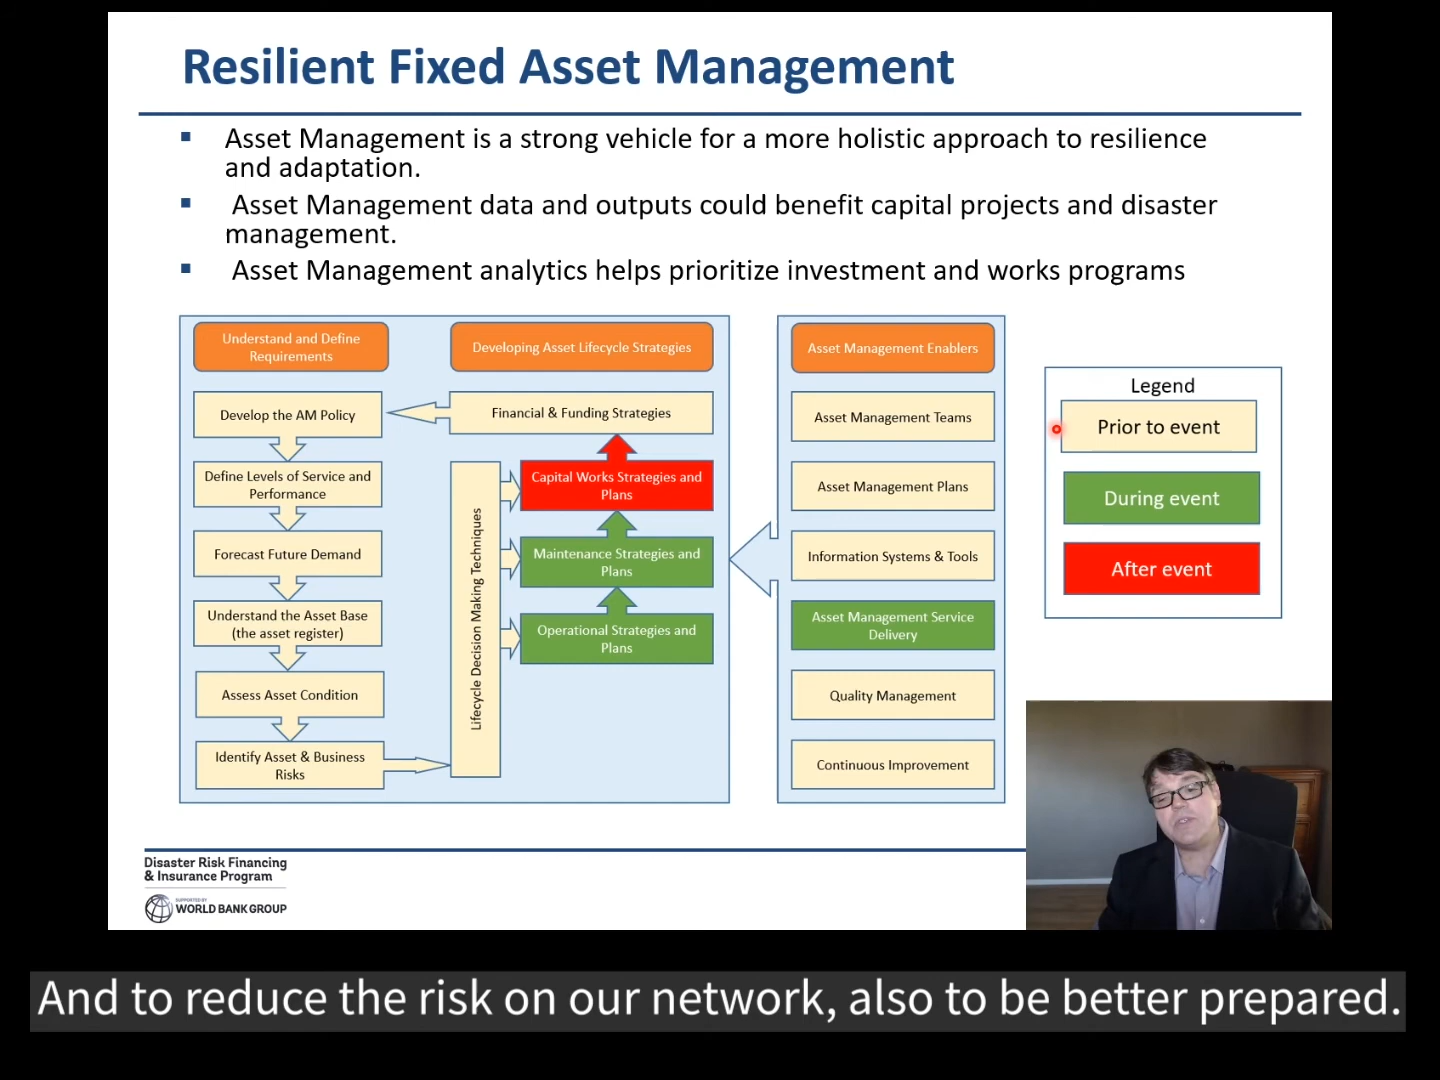 Resilient Fixed Asset Management
Asset Management is a strong vehicle for a more holistic approach to resilience
and adaptation.
Asset Management data and outputs could benefit capital projects and disaster
management.
Asset Management analytics helps prioritize investment and works programs
Understand and Define
Requirements
Develop the AM Policy
Define Levels of Service and
Performance
Forecast Future Demand
Understand the Asset Base
(the asset register)
Assess Asset Condition
Identify Asset & Business
Risks
Developing Asset Lifecycle Strategies
Financial & Funding Strategies
Lifecycle Decision Making Techniques
Capital Works Strategies and
Plans
Maintenance Strategies and
Plans
Operational Strategies and
Plans
Asset Management Enablers
Asset Management Teams
Asset Management Plans
Information Systems & Tools
Asset Management Service
Delivery
Quality Management
Continuous Improvement
Legend
Prior to event
During event
After event
Disaster Risk Financing
& Insurance Program
SUPPORTED BY
WORLD BANK GROUP
And to reduce the risk on our network, also to be better prepared.